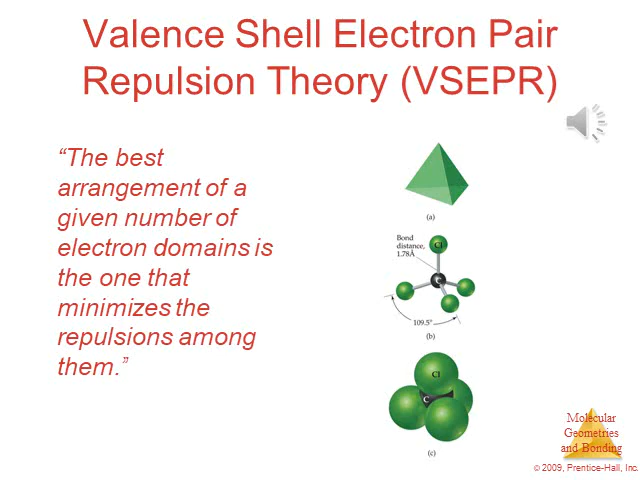 Valence Shell Electron Pair
Repulsion Theory (VSEPR)
“The best
arrangement of a
given number of
electron domains is
the one that
minimizes the
repulsions among
them.”
(a)
Bond
distance,
1.78Å
Cl
C
109.5°
(b)
Cl
C
(c)
Molecular
Geometries
and Bonding
© 2009, Prentice-Hall, Inc.